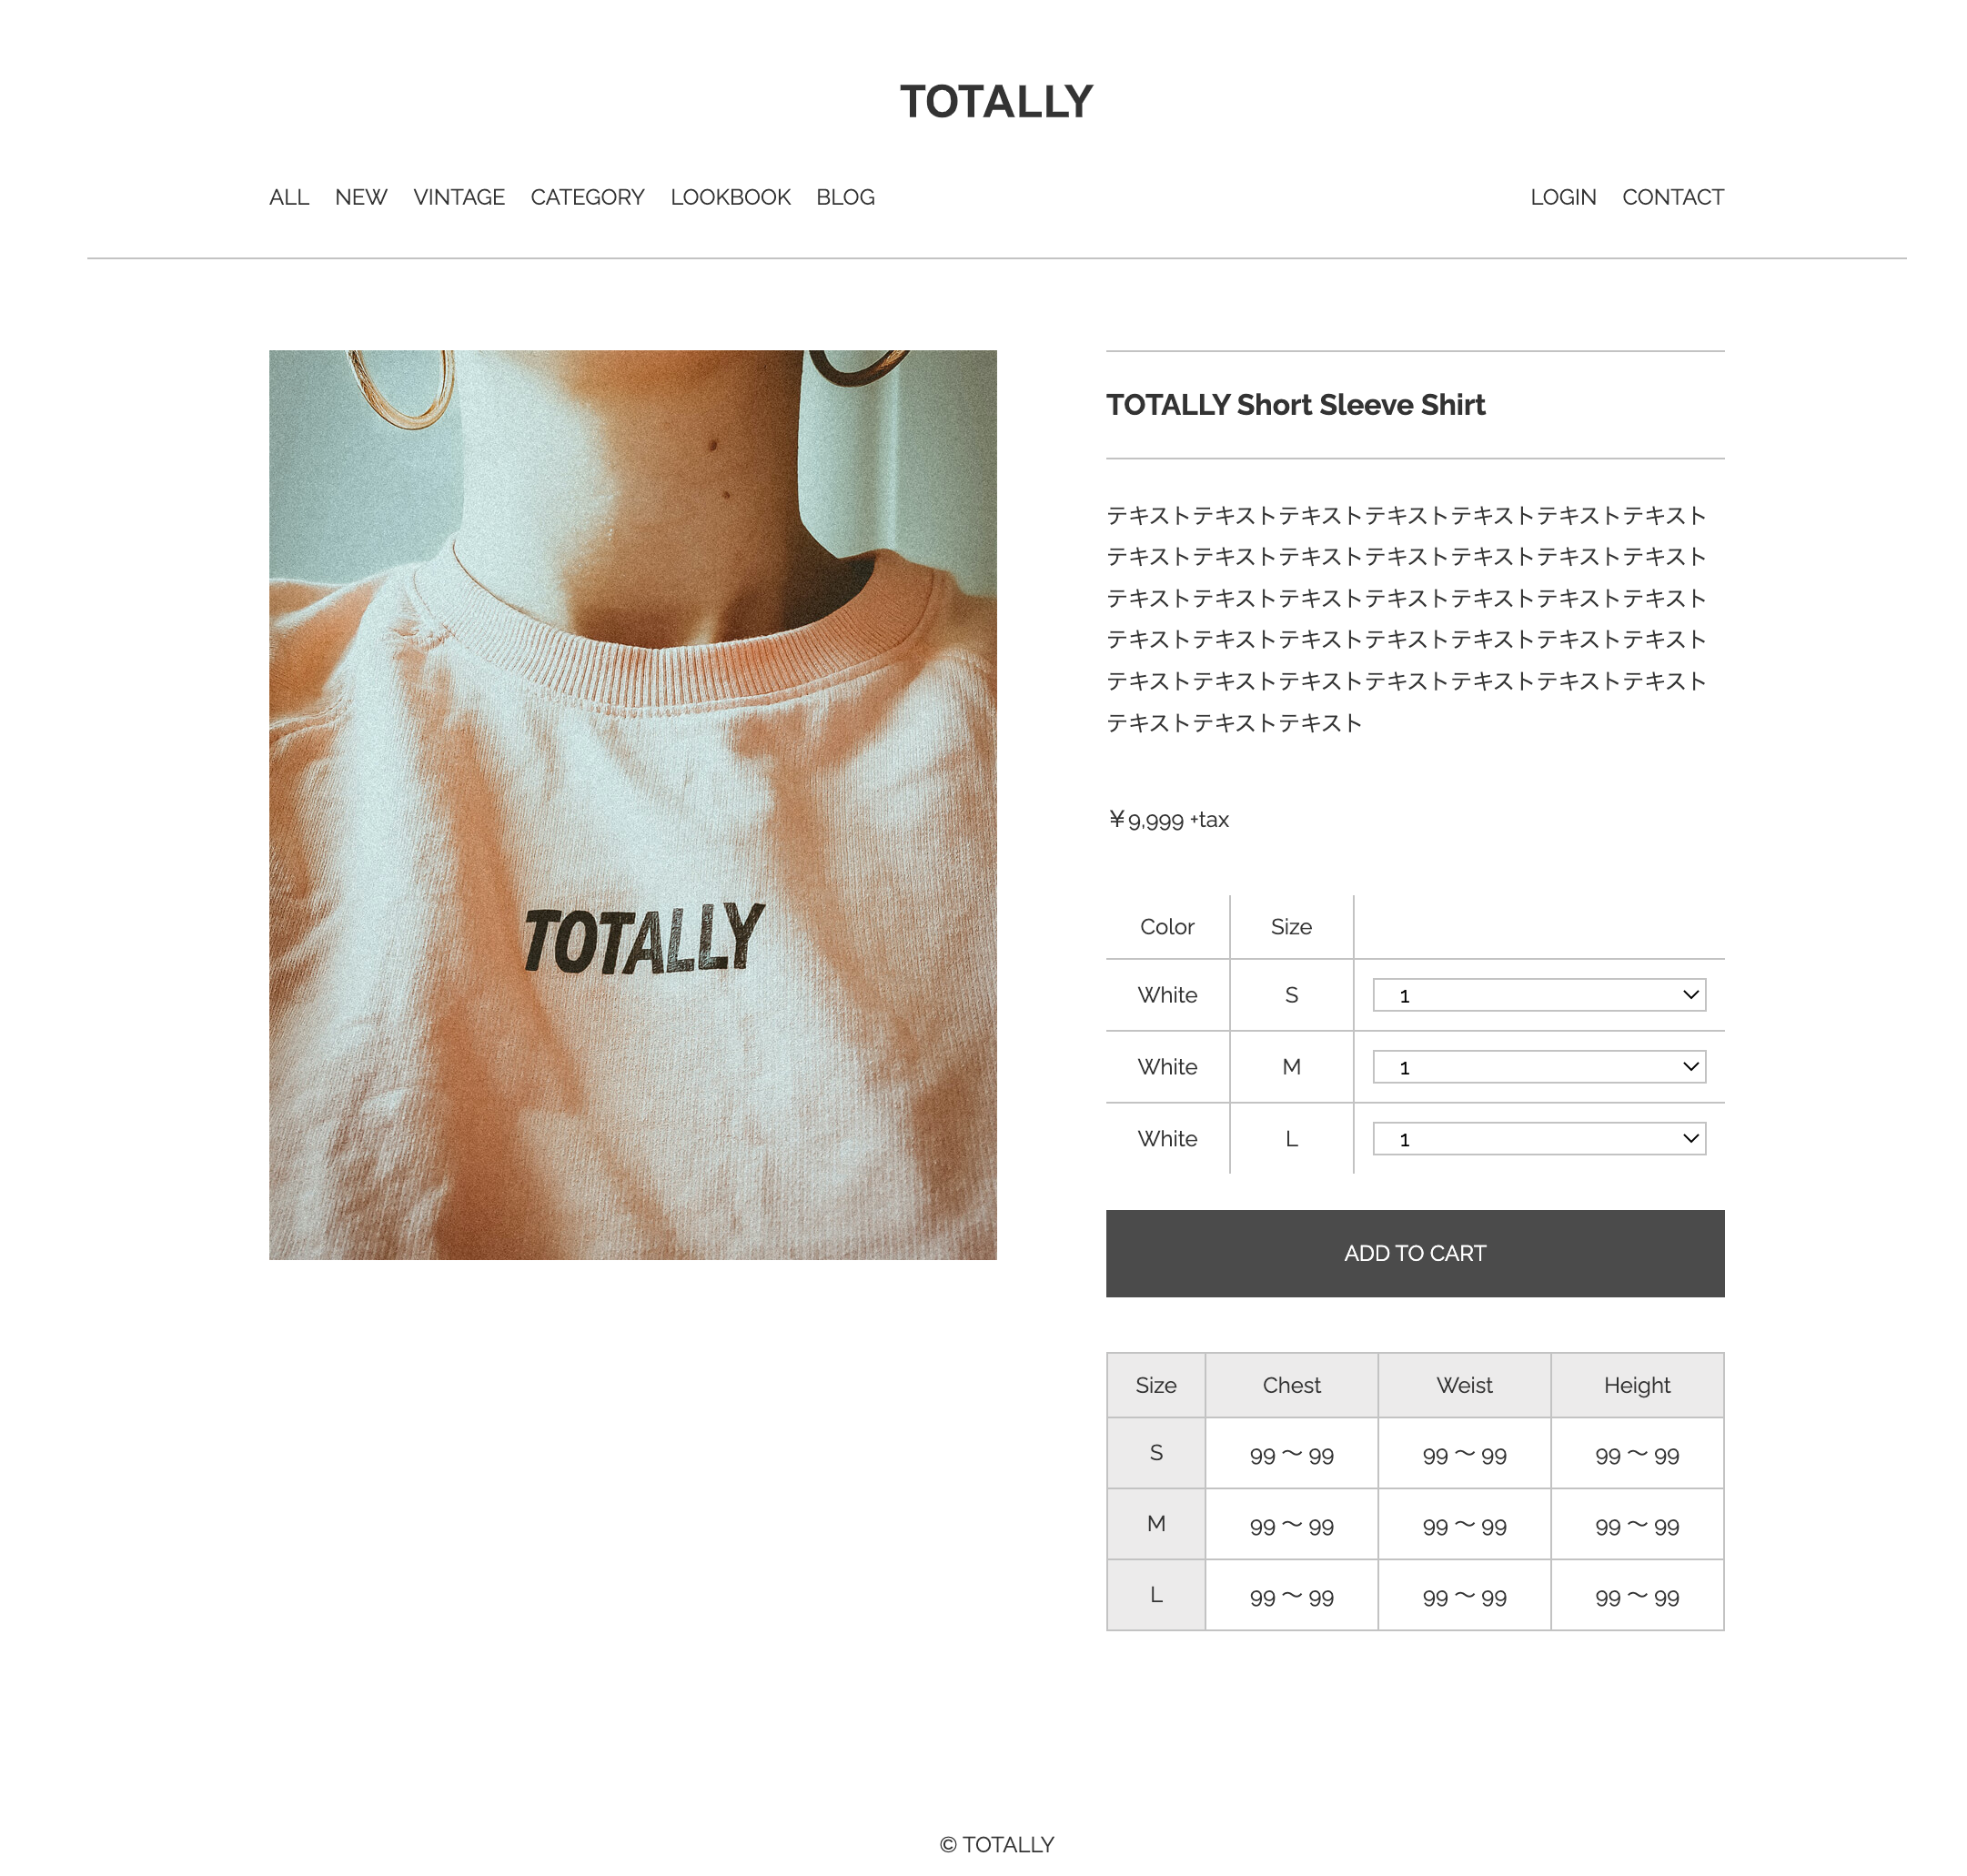 TOTALLY
ALL NEW VINTAGE CATEGORY LOOKBOOK BLOG LOGIN CONTACT
TOTALLY
TOTALLY Short Sleeve Shirt
テキストテキストテキストテキストテキストテキストテキスト
テキストテキストテキストテキストテキストテキストテキスト
テキストテキストテキストテキストテキストテキストテキスト
テキストテキストテキストテキストテキストテキストテキスト
テキストテキストテキストテキストテキストテキストテキスト
テキストテキストテキスト
￥9,999 +tax
Color Size
White S 1
White M 1
White L 1
ADD TO CART
Size Chest Weist Height
S 99 〜 99 99 〜 99 99 〜 99
M 99 〜 99 99 〜 99 99 〜 99
L 99 〜 99 99 〜 99 99 〜 99
© TOTALLY